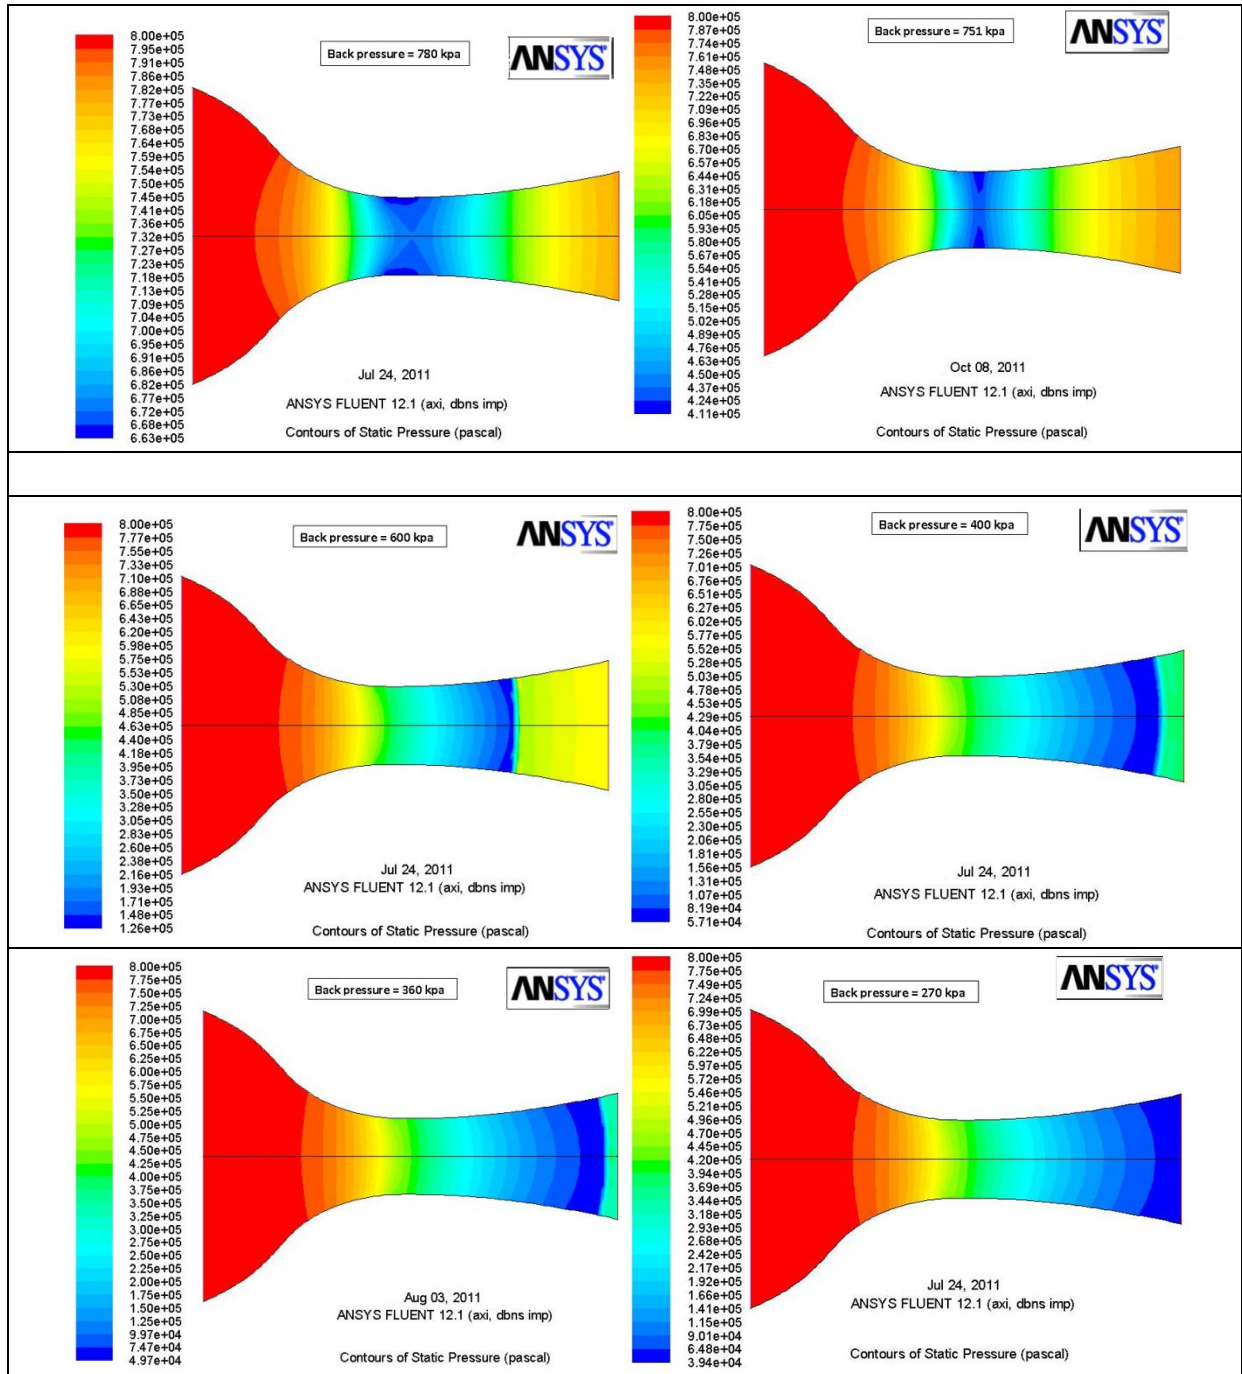 Back pressure = 780 kpa
ANSYS
8.00e+05
7.95e+05
7.91e+05
7.86e+05
7.82e+05
7.77e+05
7.73e+05
7.68e+05
7.64e+05
7.59e+05
7.54e+05
7.50e+05
7.45e+05
7.41e+05
7.36e+05
7.32e+05
7.27e+05
7.23e+05
7.18e+05
7.13e+05
7.09e+05
7.04e+05
7.00e+05
6.95e+05
6.91e+05
6.86e+05
6.82e+05
6.77e+05
6.72e+05
6.68e+05
6.63e+05
Jul 24, 2011
ANSYS FLUENT 12.1 (axi, dbns imp)
Contours of Static Pressure (pascal)
Back pressure = 751 kpa
ANSYS
8.00e+05
7.87e+05
7.74e+05
7.61e+05
7.48e+05
7.35e+05
7.22e+05
7.09e+05
6.96e+05
6.83e+05
6.70e+05
6.57e+05
6.44e+05
6.31e+05
6.18e+05
6.05e+05
5.93e+05
5.80e+05
5.67e+05
5.54e+05
5.41e+05
5.28e+05
5.15e+05
5.02e+05
4.89e+05
4.76e+05
4.63e+05
4.50e+05
4.37e+05
4.24e+05
4.11e+05
Oct 08, 2011
ANSYS FLUENT 12.1 (axi, dbns imp)
Contours of Static Pressure (pascal)
Back pressure = 600 kpa
ANSYS
8.00e+05
7.77e+05
7.55e+05
7.33e+05
7.10e+05
6.88e+05
6.65e+05
6.43e+05
6.20e+05
5.98e+05
5.75e+05
5.53e+05
5.30e+05
5.08e+05
4.85e+05
4.63e+05
4.40e+05
4.18e+05
3.95e+05
3.73e+05
3.50e+05
3.28e+05
3.05e+05
2.83e+05
2.60e+05
2.38e+05
2.16e+05
1.93e+05
1.71e+05
1.48e+05
1.26e+05
Jul 24, 2011
ANSYS FLUENT 12.1 (axi, dbns imp)
Contours of Static Pressure (pascal)
Back pressure = 400 kpa
ANSYS
8.00e+05
7.75e+05
7.50e+05
7.26e+05
7.01e+05
6.76e+05
6.51e+05
6.27e+05
6.02e+05
5.77e+05
5.52e+05
5.28e+05
5.03e+05
4.78e+05
4.53e+05
4.29e+05
4.04e+05
3.79e+05
3.54e+05
3.29e+05
3.05e+05
2.80e+05
2.55e+05
2.30e+05
2.06e+05
1.81e+05
1.56e+05
1.31e+05
1.07e+05
8.19e+04
5.71e+04
Jul 24, 2011
ANSYS FLUENT 12.1 (axi, dbns imp)
Contours of Static Pressure (pascal)
Back pressure = 360 kpa
ANSYS
8.00e+05
7.75e+05
7.50e+05
7.25e+05
7.00e+05
6.75e+05
6.50e+05
6.25e+05
6.00e+05
5.75e+05
5.50e+05
5.25e+05
5.00e+05
4.75e+05
4.50e+05
4.25e+05
4.00e+05
3.75e+05
3.50e+05
3.25e+05
3.00e+05
2.75e+05
2.50e+05
2.25e+05
2.00e+05
1.75e+05
1.50e+05
1.25e+05
9.97e+04
7.47e+04
4.97e+04
Aug 03, 2011
ANSYS FLUENT 12.1 (axi, dbns imp)
Contours of Static Pressure (pascal)
Back pressure = 270 kpa
ANSYS
8.00e+05
7.75e+05
7.49e+05
7.24e+05
6.99e+05
6.73e+05
6.48e+05
6.22e+05
5.97e+05
5.72e+05
5.46e+05
5.21e+05
4.96e+05
4.70e+05
4.45e+05
4.20e+05
3.94e+05
3.69e+05
3.44e+05
3.18e+05
2.93e+05
2.68e+05
2.42e+05
2.17e+05
1.92e+05
1.66e+05
1.41e+05
1.15e+05
9.01e+04
6.48e+04
3.94e+04
Jul 24, 2011
ANSYS FLUENT 12.1 (axi, dbns imp)
Contours of Static Pressure (pascal)